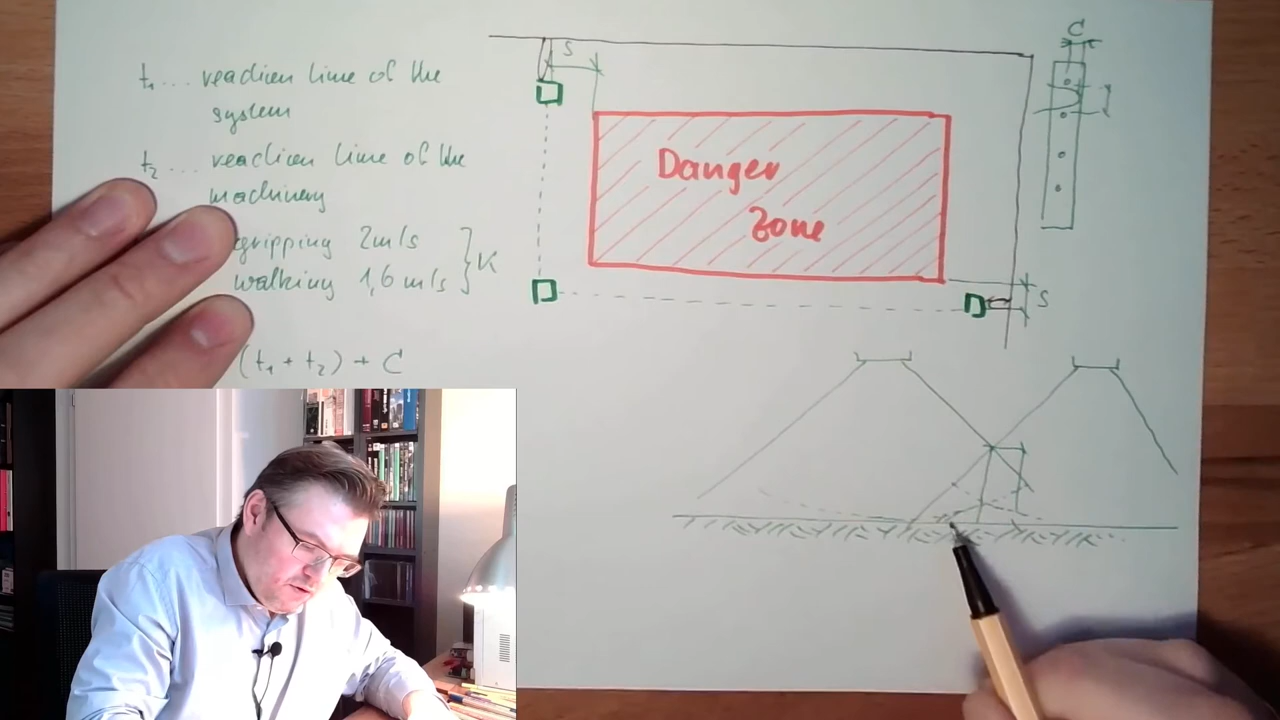 t₁ ... reaction time of the
system
t₂ ... reaction time of the
machinery
gripping 2m/s
walking 1,6 m/s } K
(t₁ + t₂) + C
S
Danger
Zone
S
C